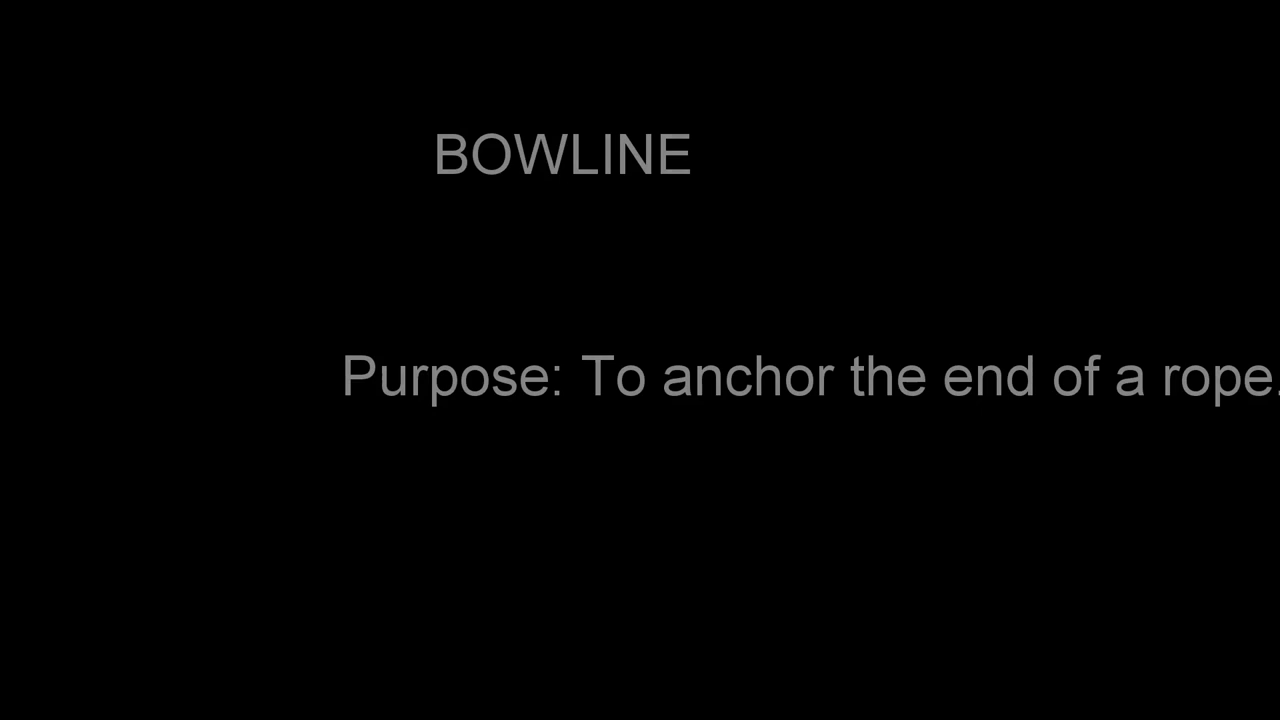 BOWLINE
Purpose: To anchor the end of a rope.